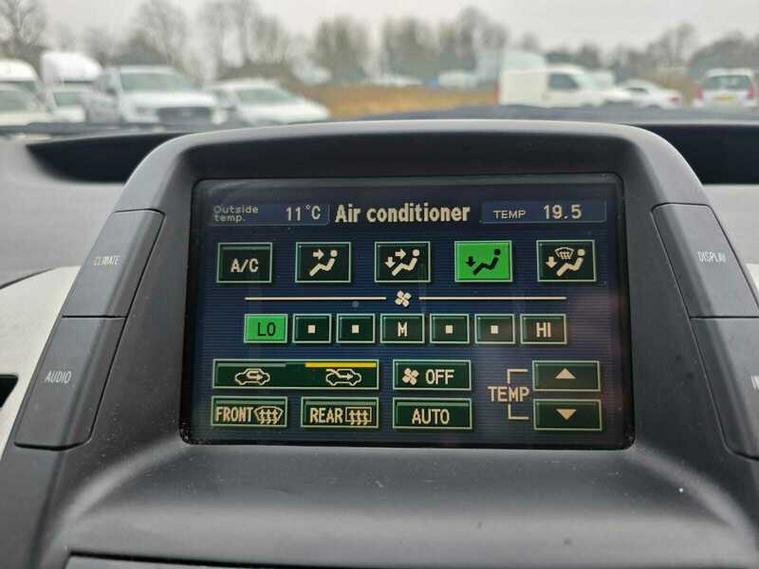 Outside temp. 11°C Air conditioner TEMP 19.5
A/C
LO M HI
OFF
TEMP
FRONT REAR AUTO
CLIMATE
AUDIO
DISPLAY